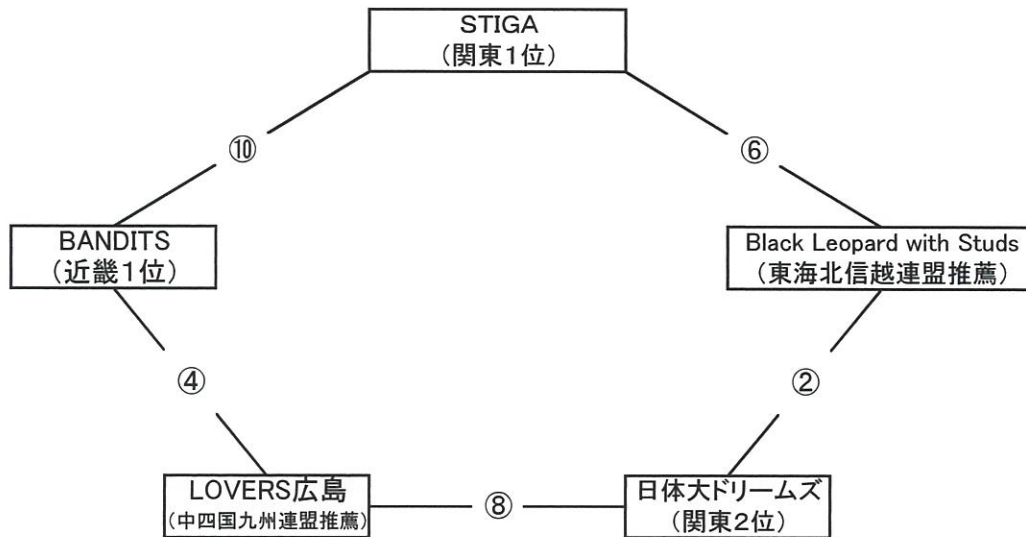 STIGA
(関東1位)
⑩
⑥
BANDITS
(近畿1位)
Black Leopard with Studs
(東海北信越連盟推薦)
④
②
LOVERS広島
(中四国九州連盟推薦)
⑧
日体大ドリームズ
(関東2位)